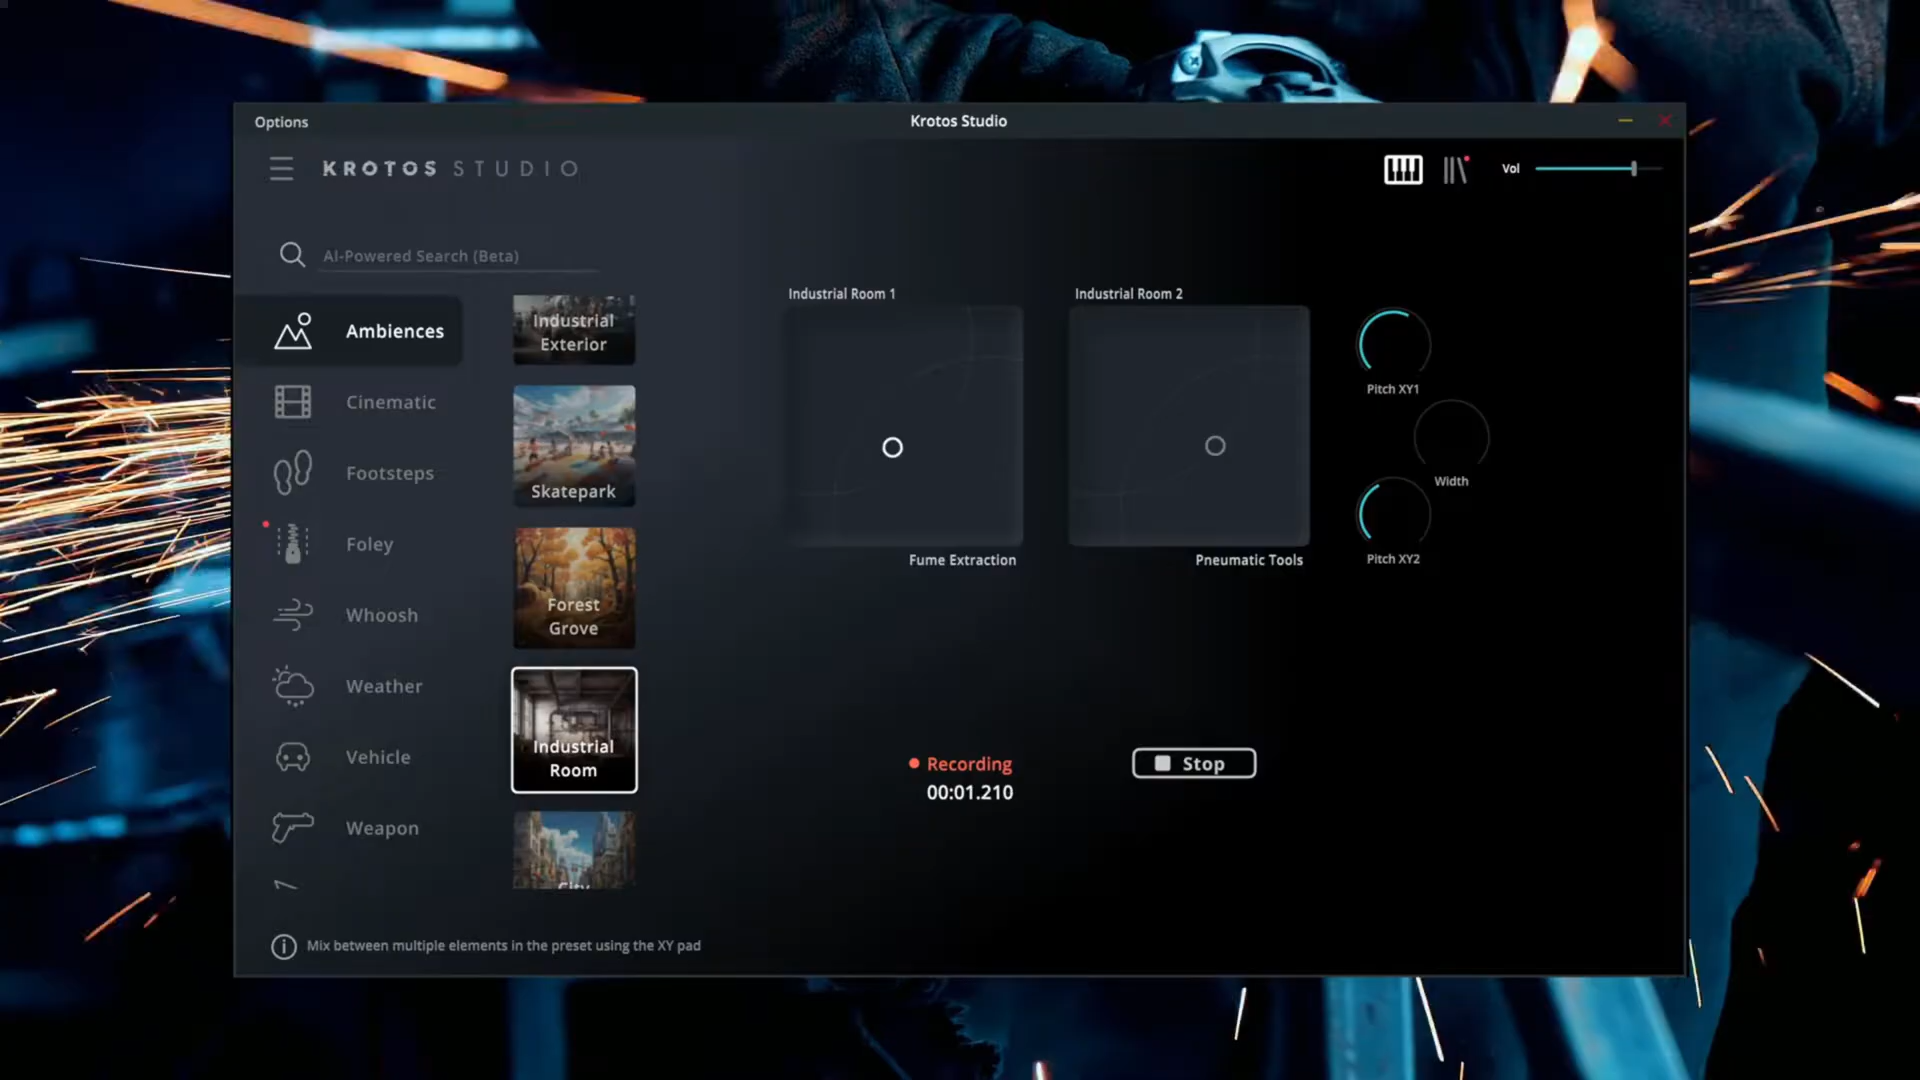 Options
Krotos Studio
KROTOS STUDIO
Vol
AI-Powered Search (Beta)
Ambiences
Cinematic
Footsteps
Foley
Whoosh
Weather
Vehicle
Weapon
Industrial
Exterior
Skatepark
Forest
Grove
Industrial
Room
City
Industrial Room 1
Industrial Room 2
Fume Extraction
Pneumatic Tools
Pitch XY1
Width
Pitch XY2
Recording
00:01.210
Stop
Mix between multiple elements in the preset using the XY pad